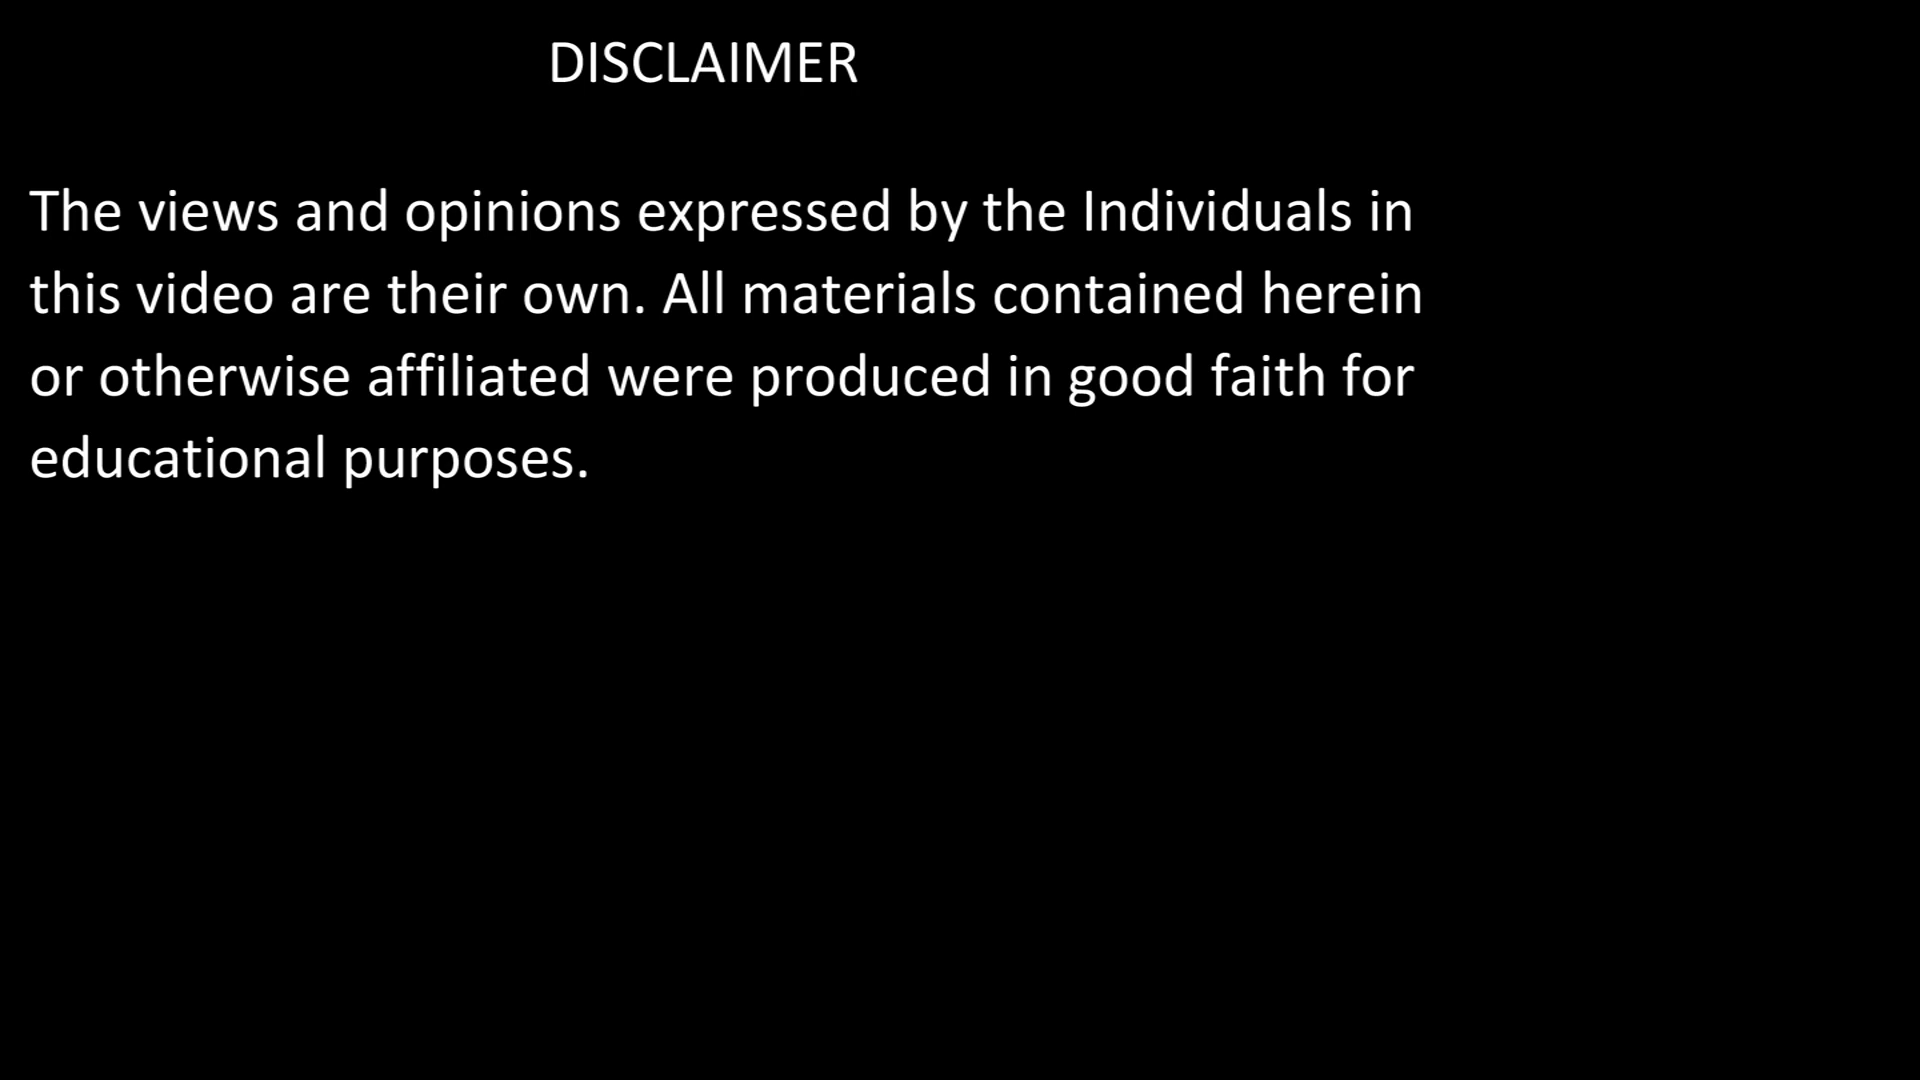 DISCLAIMER
The views and opinions expressed by the Individuals in
this video are their own. All materials contained herein
or otherwise affiliated were produced in good faith for
educational purposes.